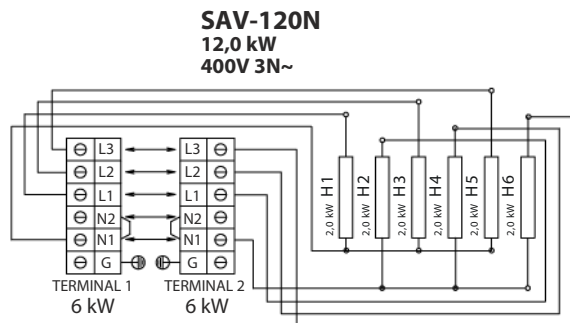 SAV-120N
12,0 kW
400V 3N~
L3 L3
L2 L2
L1 L1
N2 N2
N1 N1
G G
TERMINAL 1 TERMINAL 2
6 kW 6 kW
2,0 kW H1
2,0 kW H2
2,0 kW H3
2,0 kW H4
2,0 kW H5
2,0 kW H6